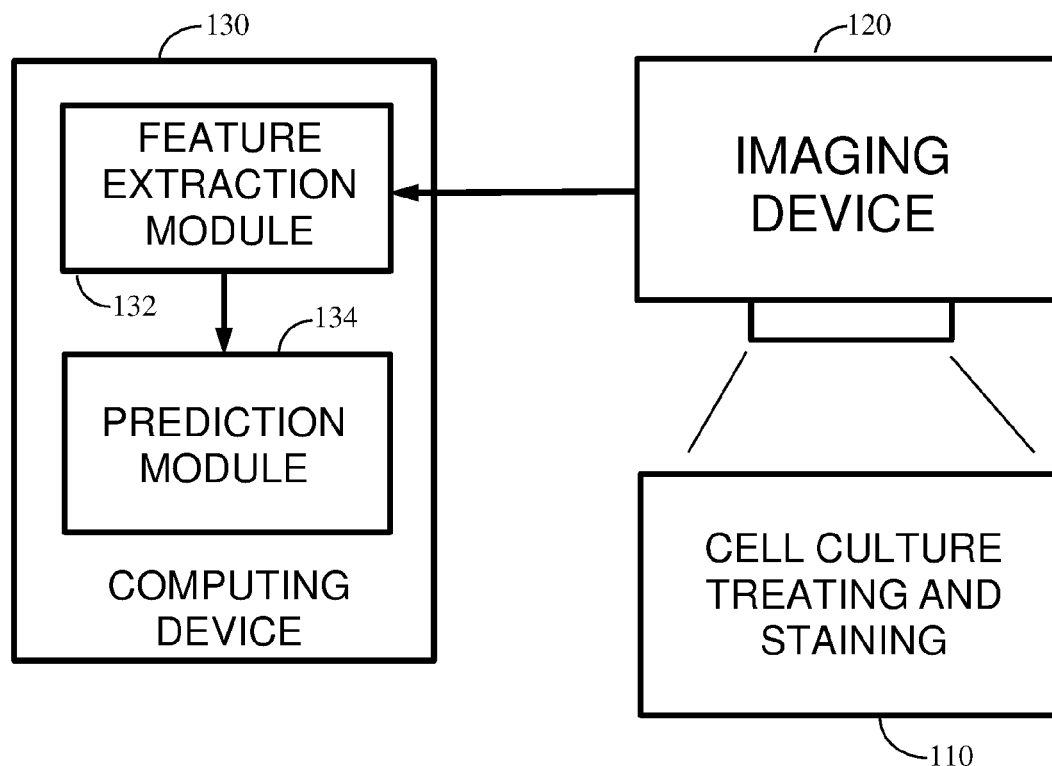 130
120
FEATURE
EXTRACTION
MODULE
IMAGING
DEVICE
132
134
PREDICTION
MODULE
COMPUTING
DEVICE
CELL CULTURE
TREATING AND
STAINING
110